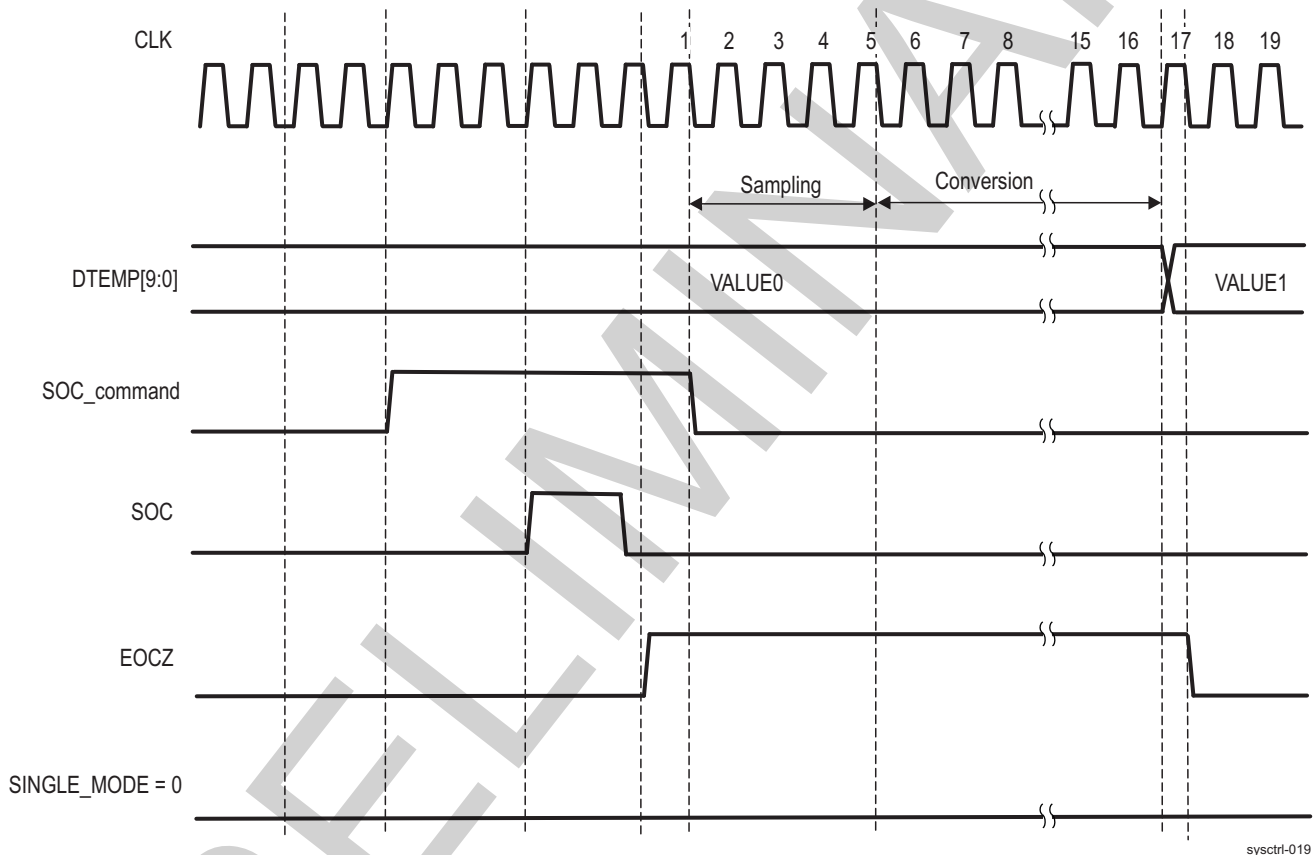 CLK 1 2 3 4 5 6 7 8 15 16 17 18 19
Sampling Conversion
DTEMP[9:0] VALUE0 VALUE1
SOC_command
SOC
EOCZ
SINGLE_MODE = 0
sysctrl-019